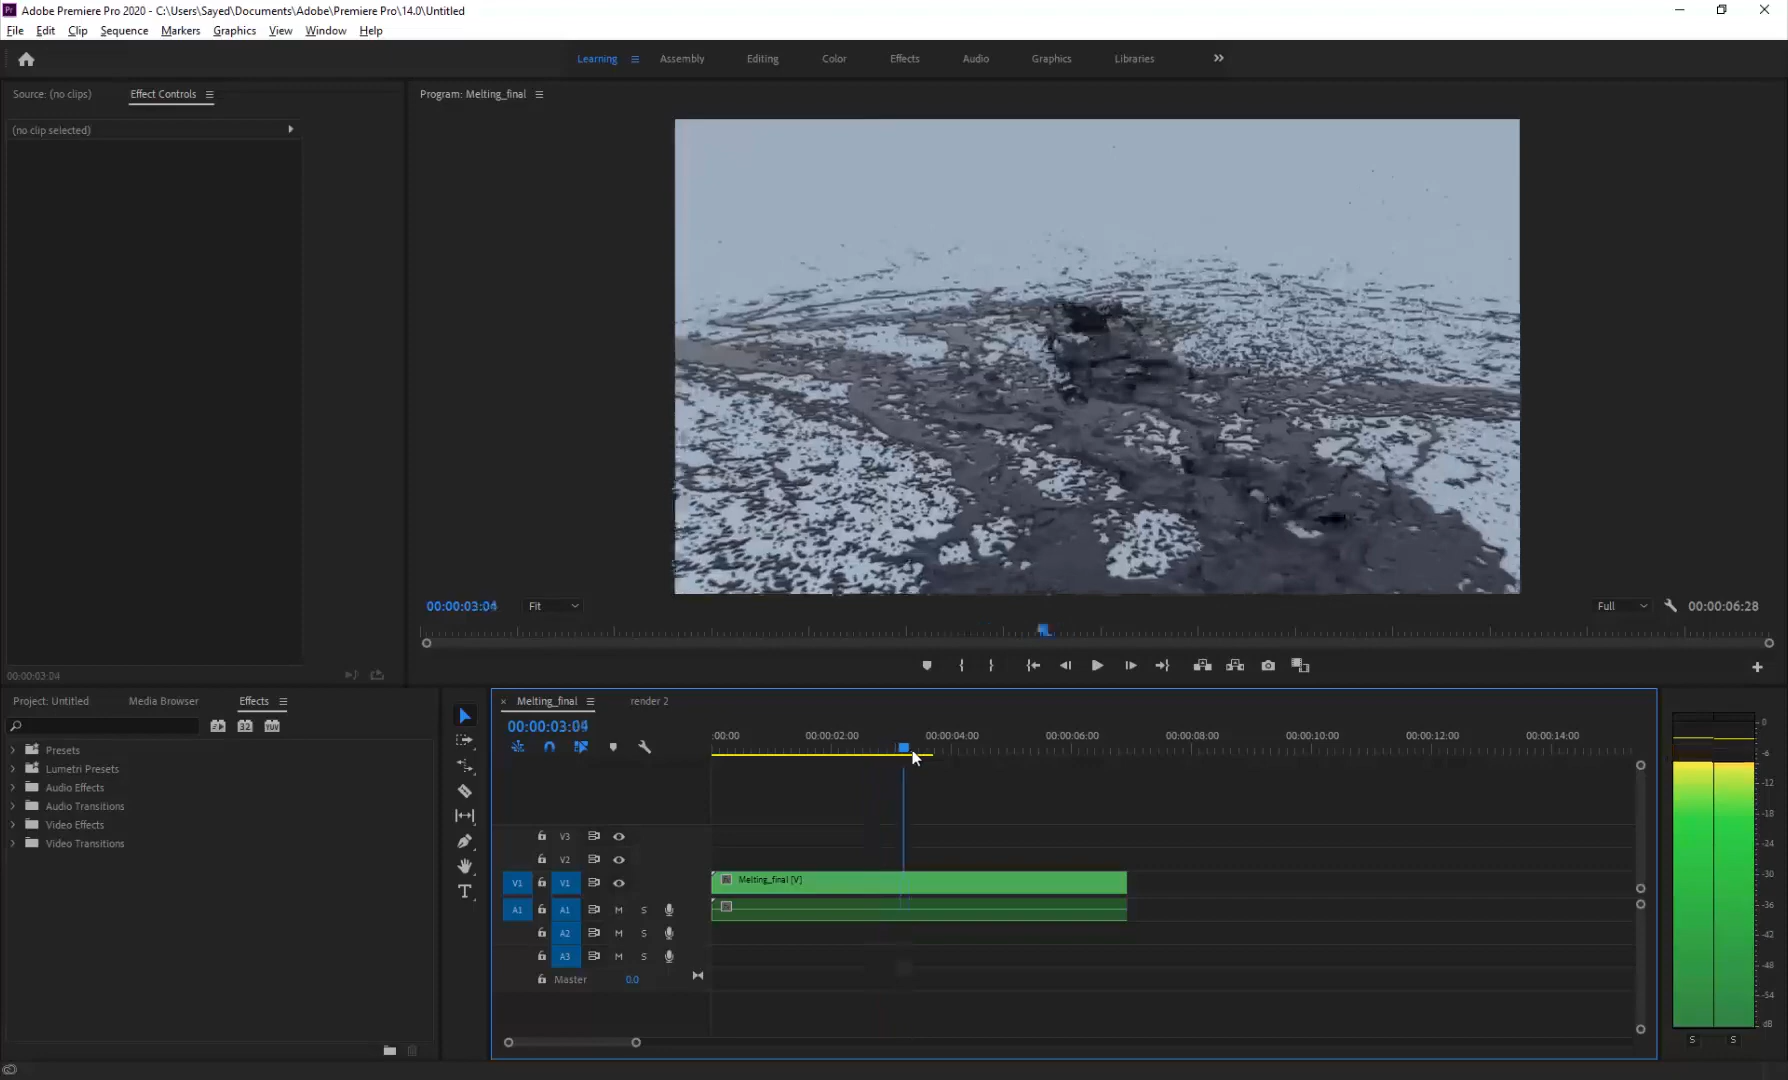 Adobe Premiere Pro 2020 - C:\Users\Sayed\Documents\Adobe\Premiere Pro\14.0\Untitled
File Edit Clip Sequence Markers Graphics View Window Help
Learning Assembly Editing Color Effects Audio Graphics Libraries
Source: (no clips) Effect Controls Program: Melting_final
(no clip selected)
00:00:03:04 Fit Full 00:00:06:28
00:00:03:04
Project: Untitled Media Browser Effects
Melting_final render 2
00:00:03:04
:00:00 00:00:02:00 00:00:04:00 00:00:06:00 00:00:08:00 00:00:10:00 00:00:12:00 00:00:14:00
Presets
Lumetri Presets
Audio Effects
Audio Transitions
Video Effects
Video Transitions
V3
V2
V1 V1 Melting_final [V]
A1 A1 M S
A2 M S
A3 M S
Master 0.0
0
-6
-12
-18
-24
-30
-36
-42
-48
-54
dB
S S